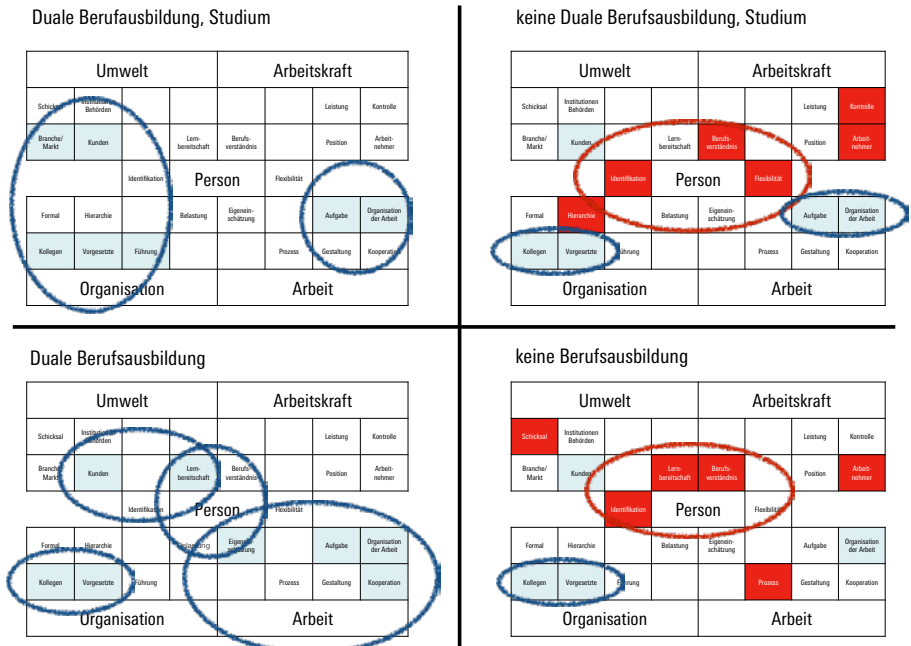 Duale Berufausbildung, Studium
Umwelt Arbeitskraft
Schicksal Institutionen Behörden Leistung Kontrolle
Branche/ Markt Kunden Lern- bereitschaft Berufs- verständnis Position Arbeit- nehmer
Identifikation Person Flexibilität
Formal Hierarchie Belastung Eigenein- schätzung Aufgabe Organisation der Arbeit
Kollegen Vorgesetzte Führung Prozess Gestaltung Kooperation
Organisation Arbeit
keine Duale Berufsausbildung, Studium
Umwelt Arbeitskraft
Schicksal Institutionen Behörden Leistung Kontrolle
Branche/ Markt Kunden Lern- bereitschaft Berufs- verständnis Position Arbeit- nehmer
Identifikation Person Flexibilität
Formal Hierarchie Belastung Eigenein- schätzung Aufgabe Organisation der Arbeit
Kollegen Vorgesetzte Führung Prozess Gestaltung Kooperation
Organisation Arbeit
Duale Berufsausbildung
Umwelt Arbeitskraft
Schicksal Institutionen Behörden Leistung Kontrolle
Branche/ Markt Kunden Lern- bereitschaft Berufs- verständnis Position Arbeit- nehmer
Identifikation Person Flexibilität
Formal Hierarchie Belastung Eigenein- schätzung Aufgabe Organisation der Arbeit
Kollegen Vorgesetzte Führung Prozess Gestaltung Kooperation
Organisation Arbeit
keine Berufsausbildung
Umwelt Arbeitskraft
Schicksal Institutionen Behörden Leistung Kontrolle
Branche/ Markt Kunden Lern- bereitschaft Berufs- verständnis Position Arbeit- nehmer
Identifikation Person Flexibilität
Formal Hierarchie Belastung Eigenein- schätzung Aufgabe Organisation der Arbeit
Kollegen Vorgesetzte Führung Prozess Gestaltung Kooperation
Organisation Arbeit